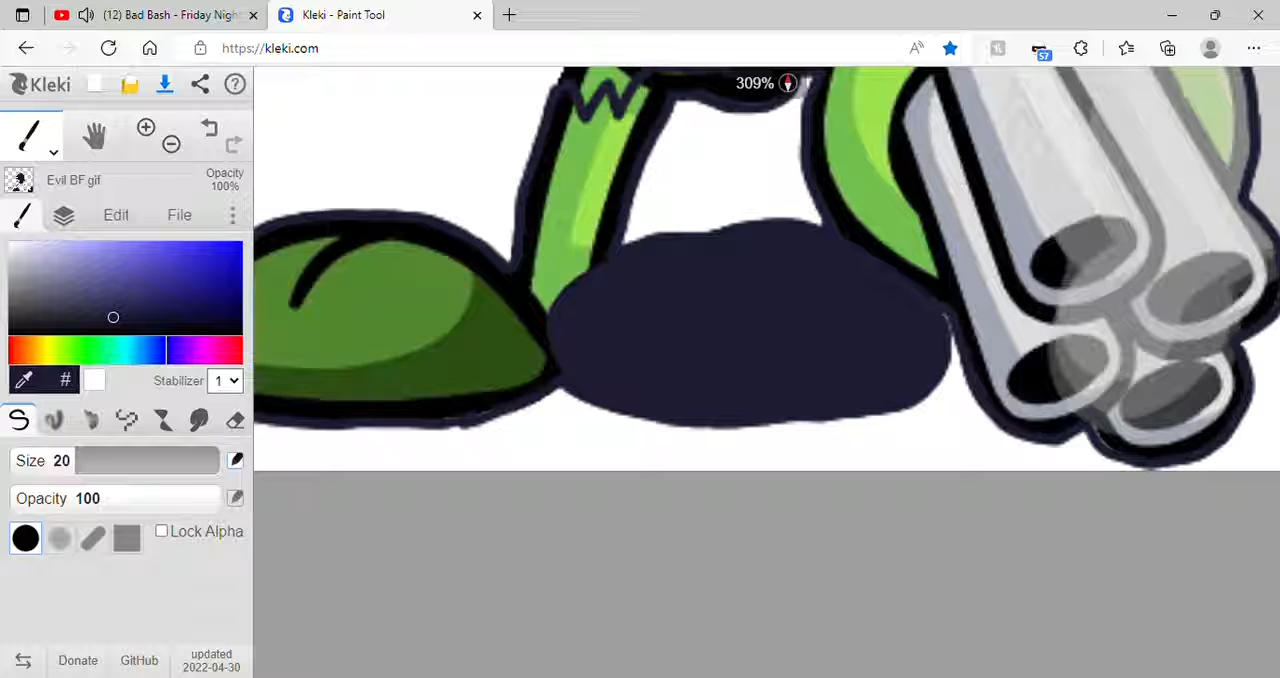 (12) Bad Bash - Friday Night
Kleki - Paint Tool
https://kleki.com
57
Kleki
309%
Evil BF gif
Opacity
100%
Edit
File
#
Stabilizer 1
Size 20
Opacity 100
Lock Alpha
Donate
GitHub
updated
2022-04-30